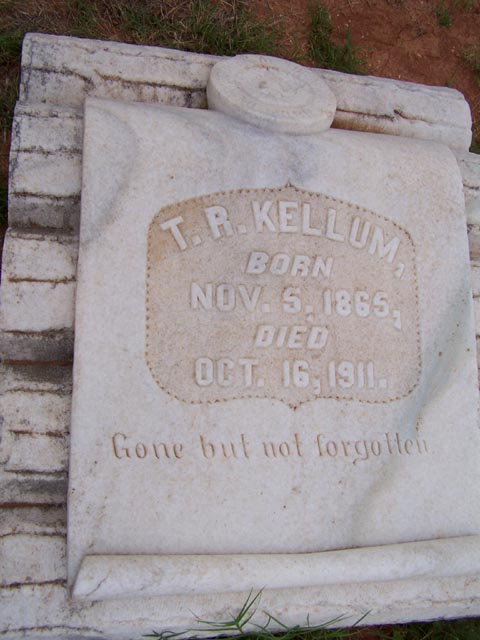 T. R. KELLUM,
BORN
NOV. 5, 1865,
DIED
OCT. 16, 1911.
Gone but not forgotten.